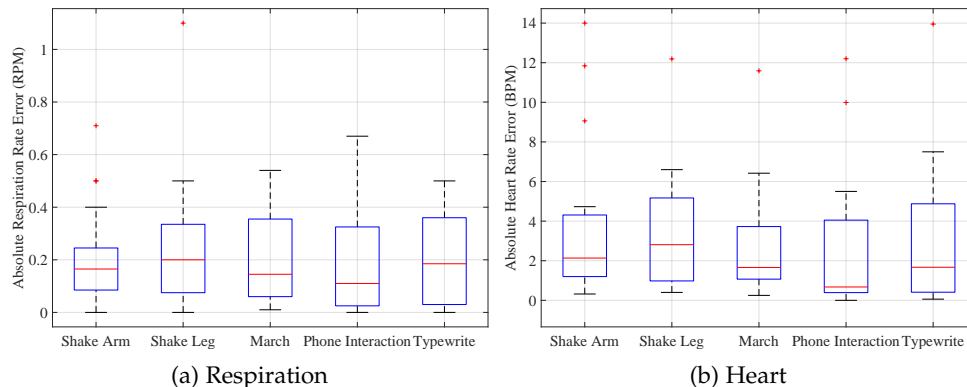 Absolute Respiration Rate Error (RPM)
1
0.8
0.6
0.4
0.2
0
Shake Arm Shake Leg March Phone Interaction Typewrite
(a) Respiration
Absolute Heart Rate Error (BPM)
14
12
10
8
6
4
2
0
Shake Arm Shake Leg March Phone Interaction Typewrite
(b) Heart